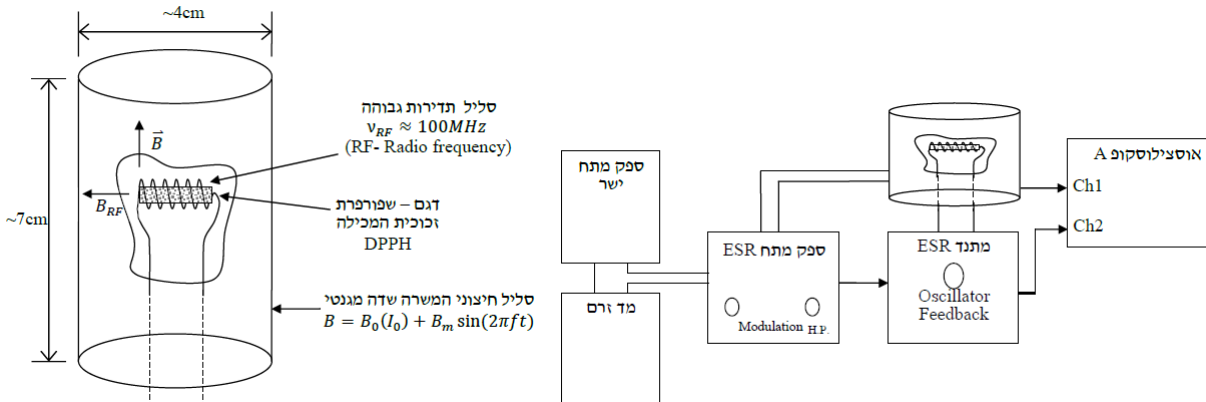 ~4cm
~7cm
B⃗
B_RF
סליל תדירות גבוהה
ν_RF ≈ 100MHz
(RF- Radio frequency)
דגם – שפורפרת
זכוכית המכילה
DPPH
סליל חיצוני המשרה שדה מגנטי
B = B_0(I_0) + B_m sin(2πft)
ספק מתח
ישר
מד זרם
ספק מתח ESR
Modulation
H.P.
מתנד ESR
Oscillator
Feedback
אוסצילוסקופ A
Ch1
Ch2